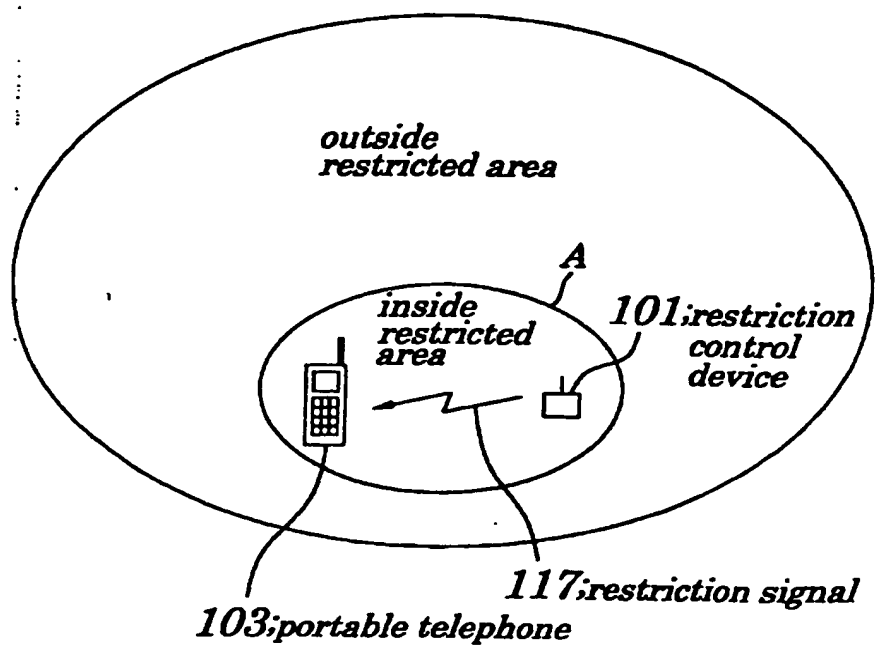 outside
restricted area
A
inside
restricted
area
101;restriction
control
device
117;restriction signal
103;portable telephone